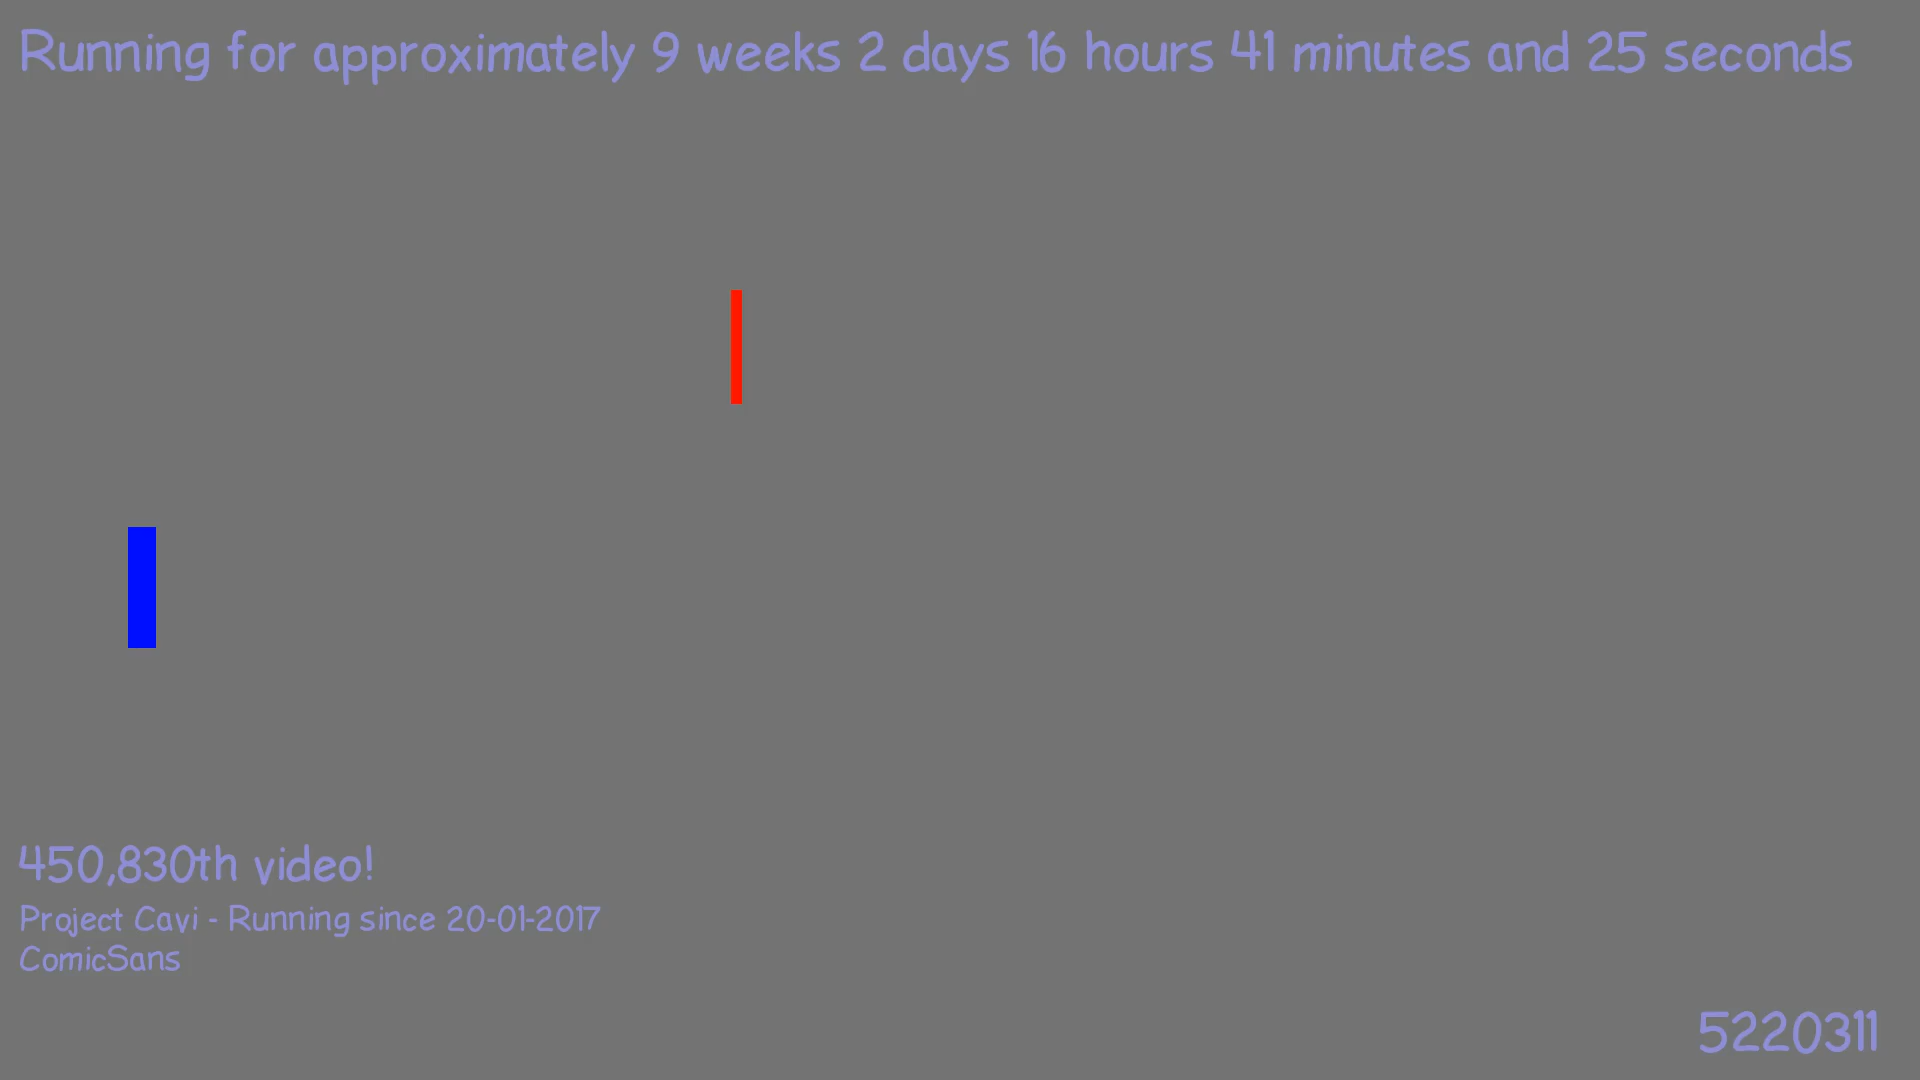 Running for approximately 9 weeks 2 days 16 hours 41 minutes and 25 seconds
450,830th video!
Project Cavi - Running since 20-01-2017
ComicSans
5220311